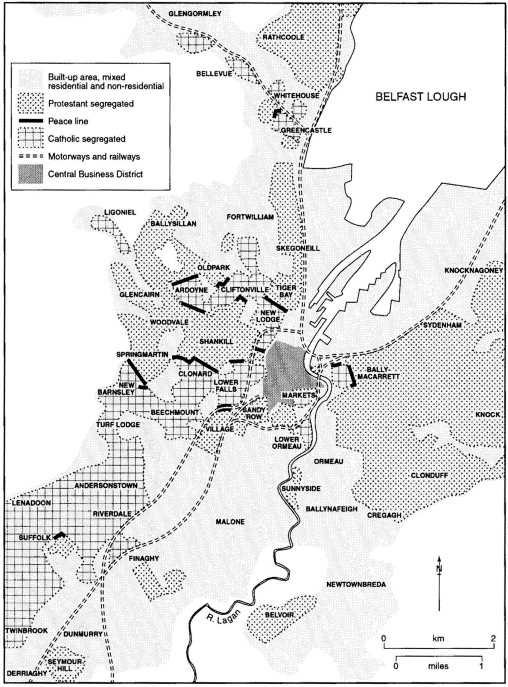 GLENGORMLEY
RATHCOOLE
BELLEVUE
WHITEHOUSE
BELFAST LOUGH
GREENCASTLE
Built-up area, mixed
residential and non-residential
Protestant segregated
Peace line
Catholic segregated
Motorways and railways
Central Business District
LIGONIEL
BALLYSILLAN
FORTWILLIAM
SKEGONEILL
OLDPARK
KNOCKNAGONEY
GLENCAIRN
ARDOYNE
CLIFTONVILLE
TIGER
BAY
NEW
LODGE
WOODVALE
SYDENHAM
SHANKILL
SPRINGMARTIN
CLONARD
BALLY-
MACARRETT
NEW
BARNSLEY
LOWER
FALLS
MARKETS
BEECHMOUNT
SANDY
ROW
KNOCK
TURF LODGE
VILLAGE
LOWER
ORMEAU
ORMEAU
CLONDUFF
ANDERSONSTOWN
SUNNYSIDE
LENADOON
RIVERDALE
BALLYNAFEIGH
CREGAGH
MALONE
SUFFOLK
FINAGHY
N
NEWTOWNBREDA
R. Lagan
BELVOIR
TWINBROOK
DUNMURRY
0 km 2
SEYMOUR
HILL
0 miles 1
DERRIAGHY